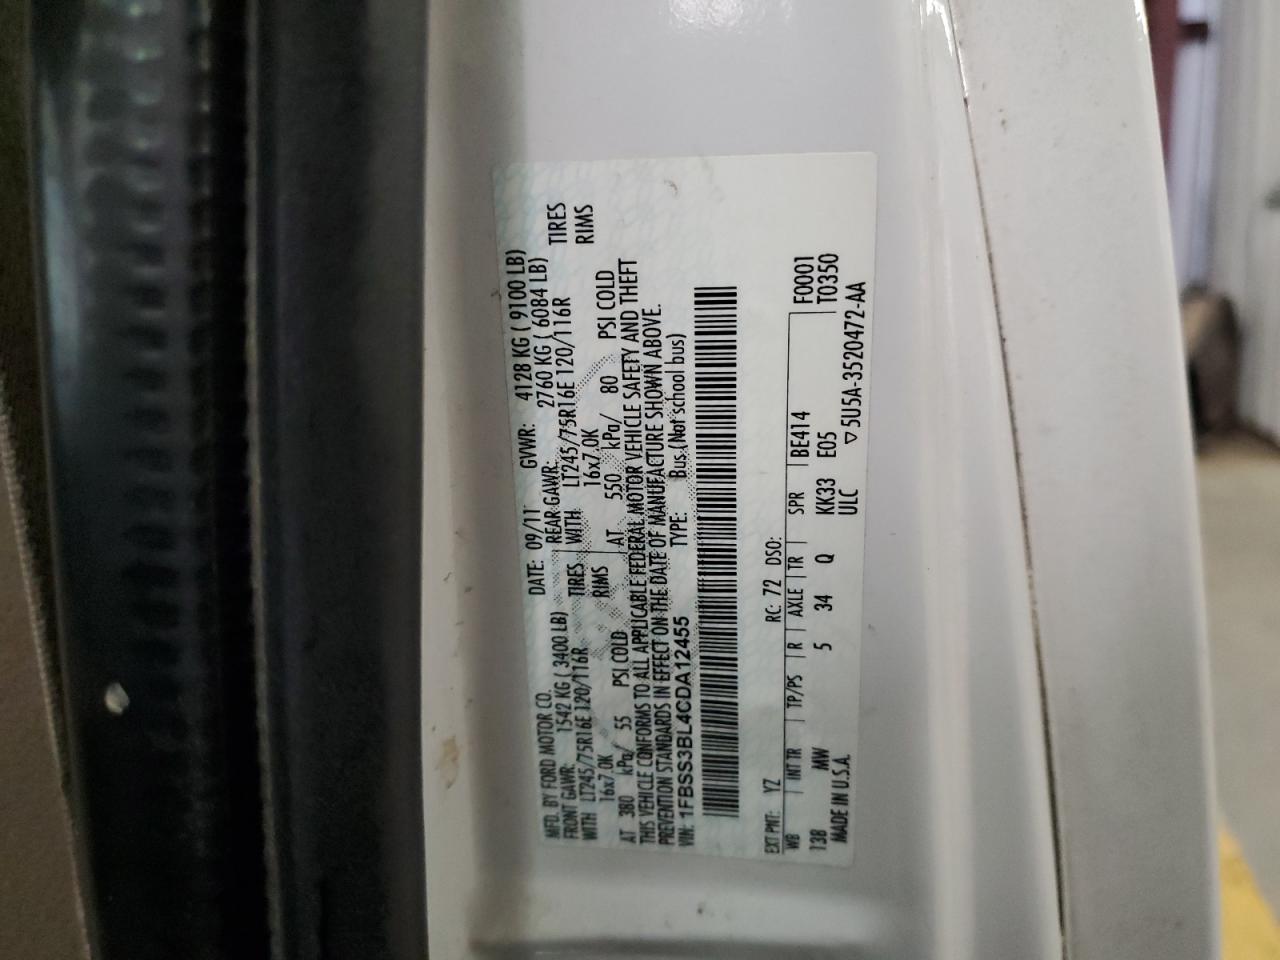 MFD. BY FORD MOTOR CO. DATE: 09/11 GVWR: 4128 KG ( 9100 LB)
FRONT GAWR: 1542 KG ( 3400 LB) REAR GAWR: 2760 KG ( 6084 LB)
WITH LT245/75R16E 120/116R TIRES WITH LT245/75R16E 120/116R TIRES
16x7.0K RIMS 16x7.0K RIMS
AT 380 kPa/ 55 PSI COLD AT 550 kPa/ 80 PSI COLD
THIS VEHICLE CONFORMS TO ALL APPLICABLE FEDERAL MOTOR VEHICLE SAFETY AND THEFT
PREVENTION STANDARDS IN EFFECT ON THE DATE OF MANUFACTURE SHOWN ABOVE.
VIN: 1FBSS3BL4CDA12455 TYPE: Bus (Not school bus)
EXT PNT: YZ RC: 72 DSO:
WB INT TR TP/PS R AXLE TR SPR BE414 F0001
138 MW 5 34 Q KK33 E05 T0350
MADE IN U.S.A. ULC ▽5U5A-3520472-AA